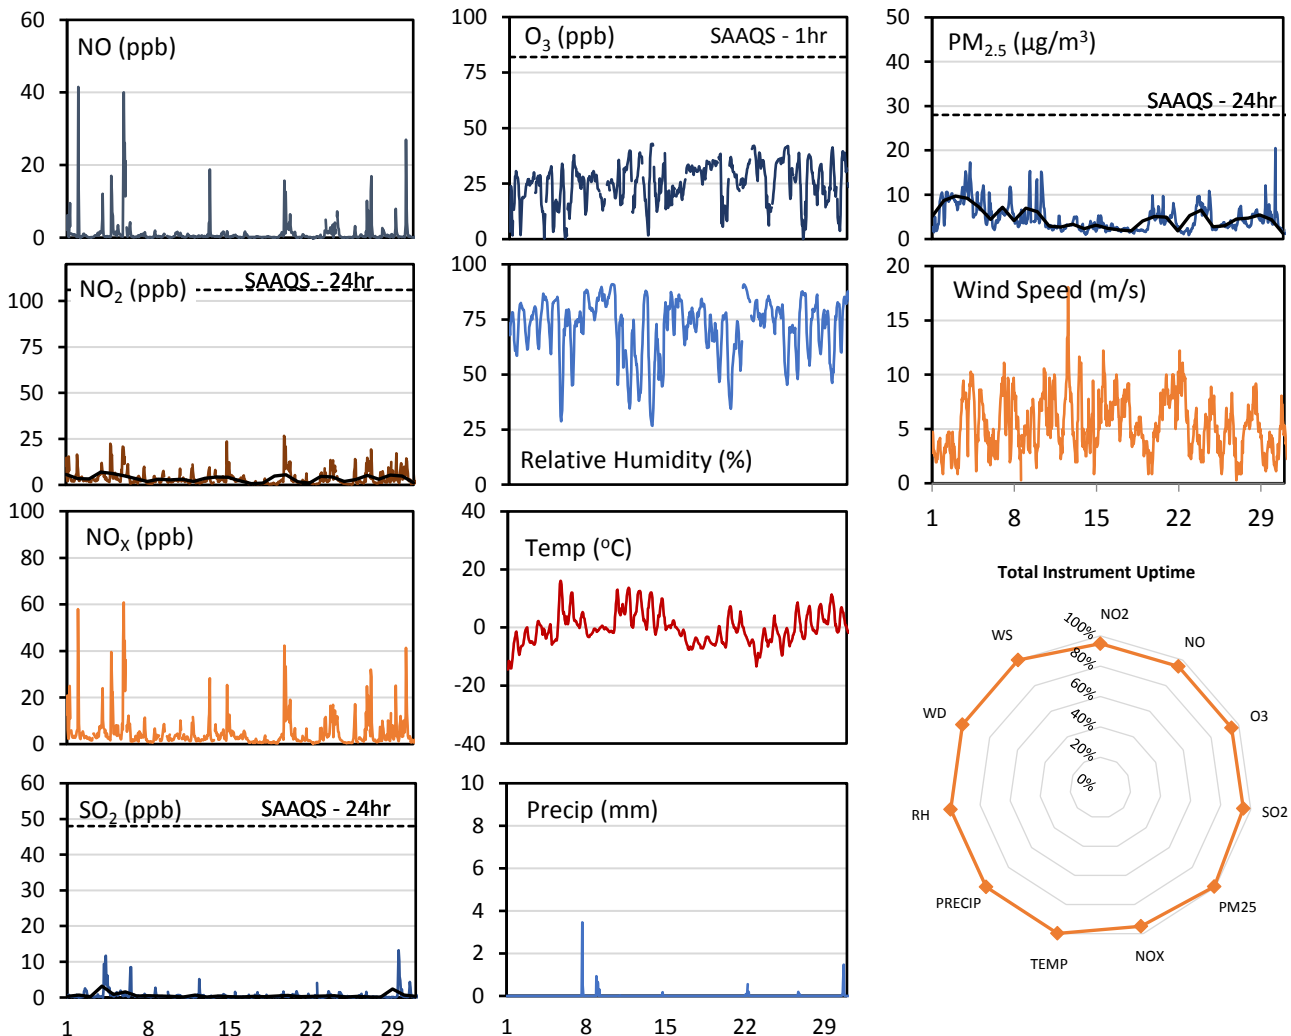 NO (ppb)
60
40
20
0
O3 (ppb)
SAAQS - 1hr
100
75
50
25
0
PM2.5 (µg/m3)
SAAQS - 24hr
50
40
30
20
10
0
NO2 (ppb)
SAAQS - 24hr
100
75
50
25
0
Relative Humidity (%)
100
75
50
25
0
Wind Speed (m/s)
20
15
10
5
0
1 8 15 22 29
NOX (ppb)
100
80
60
40
20
0
Temp (oC)
40
20
0
-20
-40
SO2 (ppb)
SAAQS - 24hr
60
50
40
30
20
10
0
1 8 15 22 29
Precip (mm)
10
8
6
4
2
0
1 8 15 22 29
Total Instrument Uptime
NO2
NO
O3
SO2
PM25
NOX
TEMP
PRECIP
RH
WD
WS
100%
80%
60%
40%
20%
0%